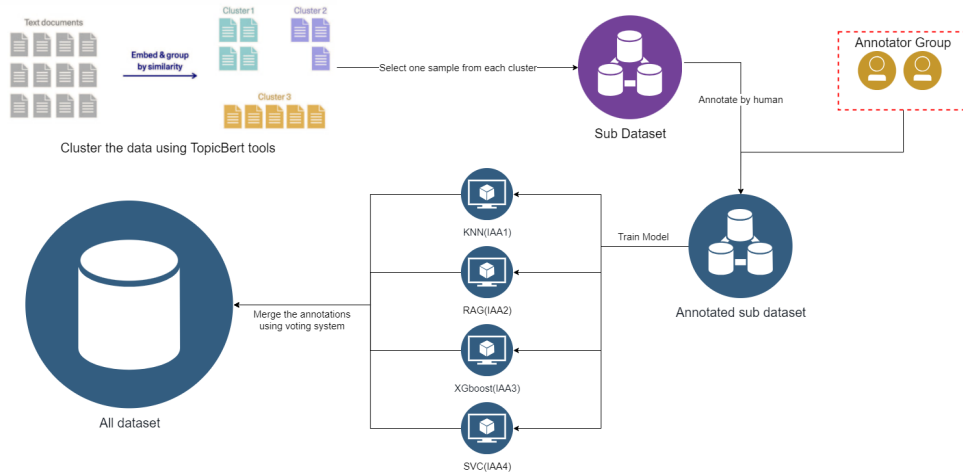 Text documents
Embed & group
by similarity
Cluster 1
Cluster 2
Cluster 3
Cluster the data using TopicBert tools
Select one sample from each cluster
Sub Dataset
Annotate by human
Annotator Group
Annotated sub dataset
Train Model
KNN(IAA1)
RAG(IAA2)
XGboost(IAA3)
SVC(IAA4)
Merge the annotations
using voting system
All dataset